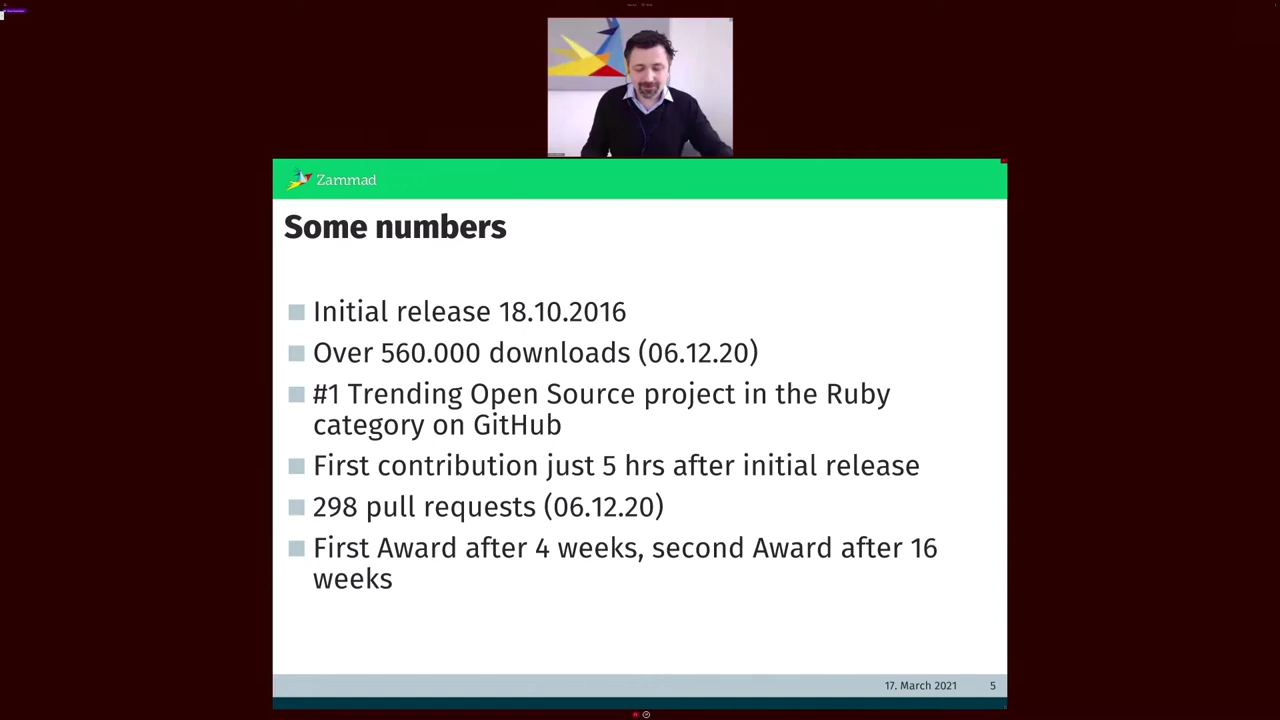 Zammad
Some numbers
Initial release 18.10.2016
Over 560.000 downloads (06.12.20)
#1 Trending Open Source project in the Ruby
category on GitHub
First contribution just 5 hrs after initial release
298 pull requests (06.12.20)
First Award after 4 weeks, second Award after 16
weeks
17. March 2021 5